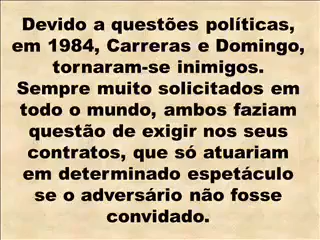 Devido a questões políticas,
em 1984, Carreras e Domingo,
tornaram-se inimigos.
Sempre muito solicitados em
todo o mundo, ambos faziam
questão de exigir nos seus
contratos, que só atuariam
em determinado espetáculo
se o adversário não fosse
convidado.